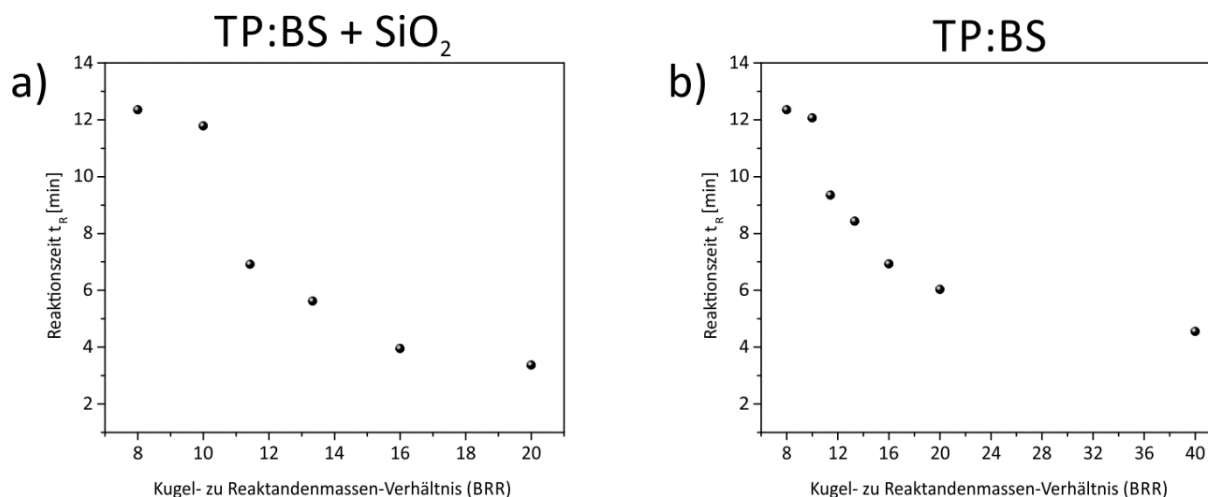 TP:BS + SiO₂
a)
14
12
10
8
6
4
2
Reaktionszeit t_R [min]
8 10 12 14 16 18 20
Kugel- zu Reaktandenmassen-Verhältnis (BRR)
TP:BS
b)
14
12
10
8
6
4
2
Reaktionszeit t_R [min]
8 12 16 20 24 28 32 36 40
Kugel- zu Reaktandenmassen-Verhältnis (BRR)